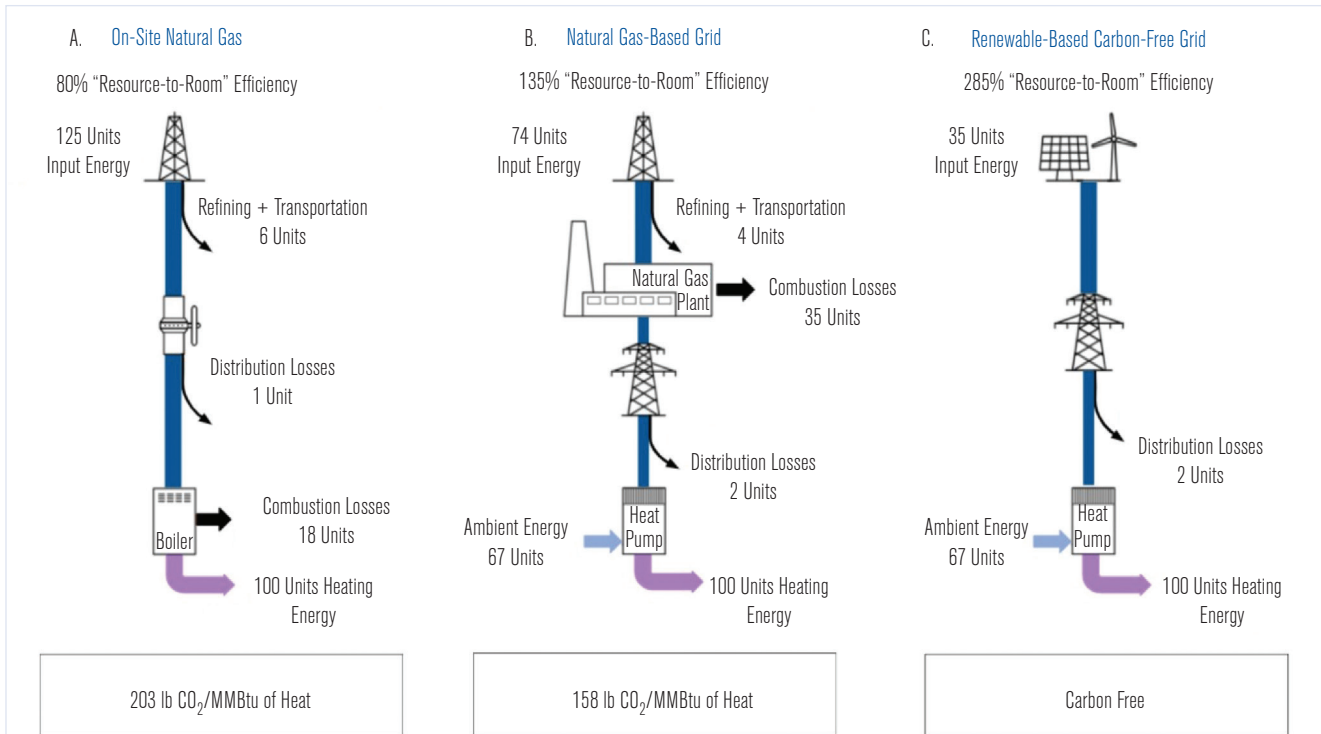 A. On-Site Natural Gas
80% “Resource-to-Room” Efficiency
125 Units
Input Energy
Refining + Transportation
6 Units
Distribution Losses
1 Unit
Combustion Losses
18 Units
Boiler
100 Units Heating
Energy
203 lb CO₂/MMBtu of Heat
B. Natural Gas-Based Grid
135% “Resource-to-Room” Efficiency
74 Units
Input Energy
Refining + Transportation
4 Units
Natural Gas
Plant
Combustion Losses
35 Units
Distribution Losses
2 Units
Ambient Energy
67 Units
Heat
Pump
100 Units Heating
Energy
158 lb CO₂/MMBtu of Heat
C. Renewable-Based Carbon-Free Grid
285% “Resource-to-Room” Efficiency
35 Units
Input Energy
Distribution Losses
2 Units
Ambient Energy
67 Units
Heat
Pump
100 Units Heating
Energy
Carbon Free